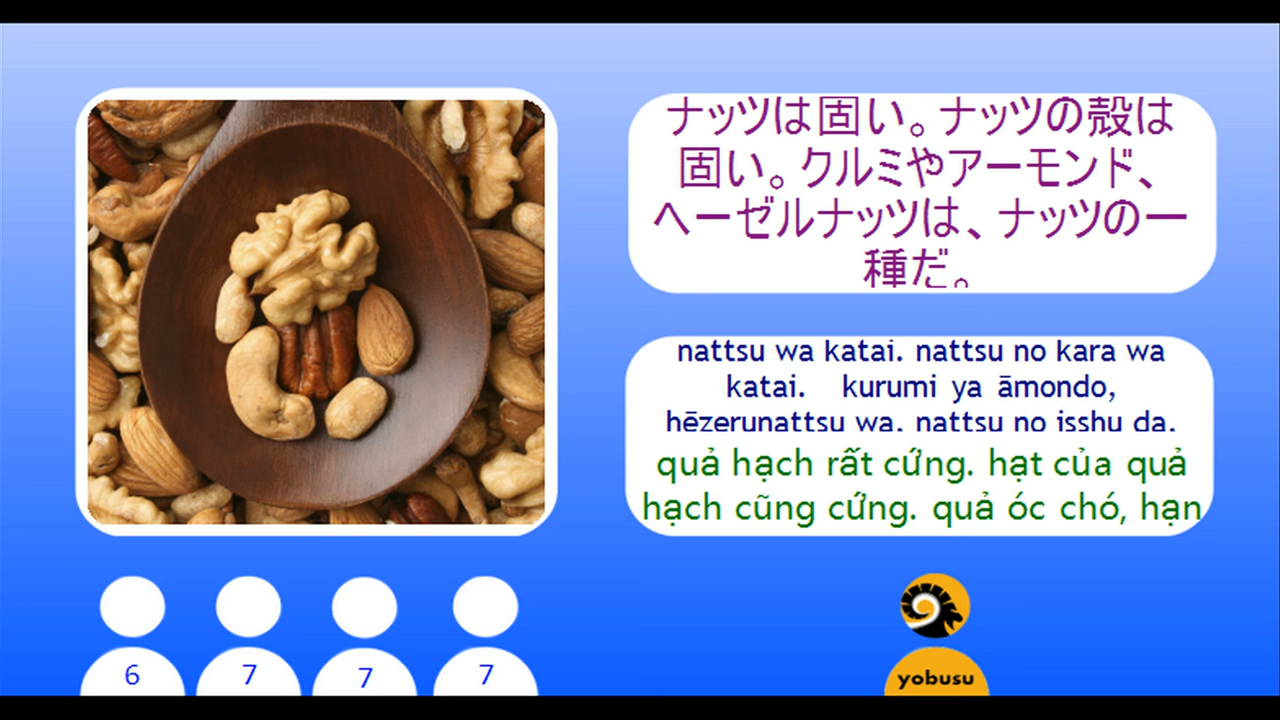 ナッツは固い。ナッツの殻は
固い。クルミやアーモンド、
ヘーゼルナッツは、ナッツの一
種だ。
nattsu wa katai. nattsu no kara wa
katai. kurumi ya āmondo,
hēzerunattsu wa. nattsu no isshu da.
quả hạch rất cứng. hạt của quả
hạch cũng cứng. quả óc chó, hạn
6 7 7 7
yobusu